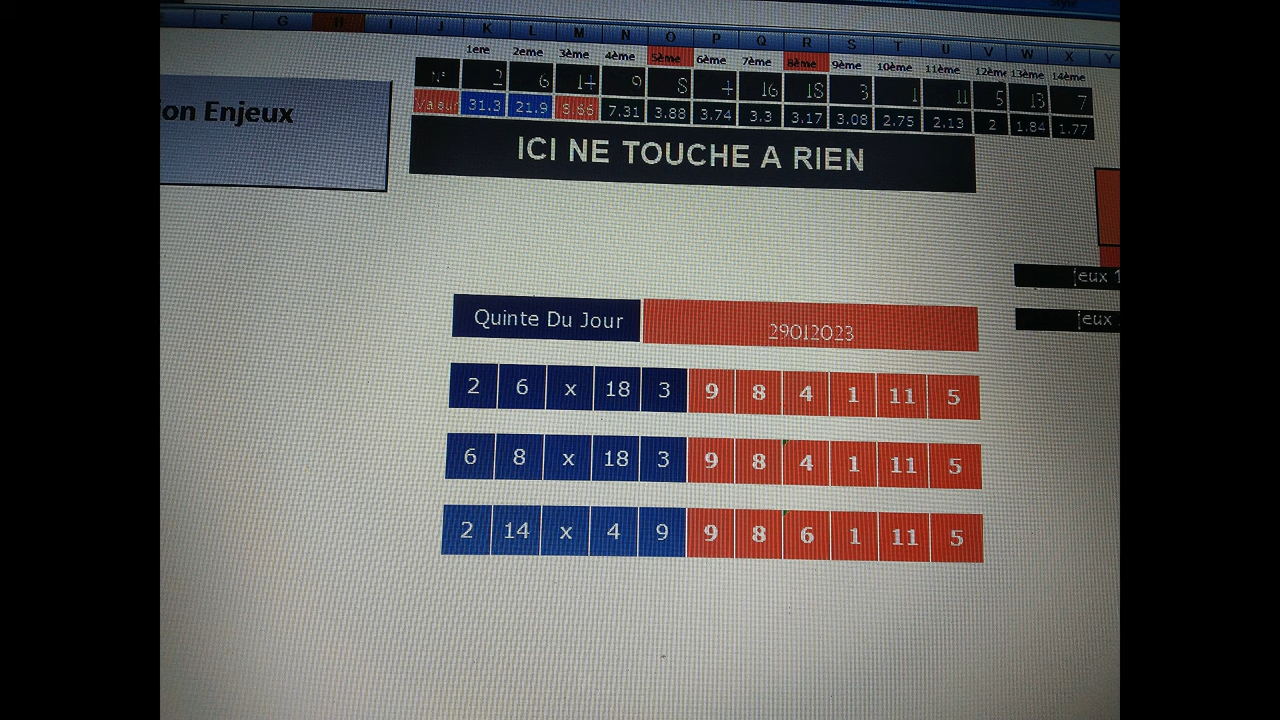 F G H I J K L M N O P Q R S T U V W X Y
1ere 2eme 3ème 4ème 5ème 6ème 7ème 8ème 9ème 10ème 11ème 12ème 13ème 14ème
N° 2 6 14 9 8 4 16 18 3 1 11 5 13 7
Valeur 31.3 21.9 8.66 7.31 3.88 3.74 3.3 3.17 3.08 2.75 2.13 2 1.84 1.77
on Enjeux
ICI NE TOUCHE A RIEN
jeux 1
Quinte Du Jour 29012023
jeux
2 6 x 18 3 9 8 4 1 11 5
6 8 x 18 3 9 8 4 1 11 5
2 14 x 4 9 9 8 6 1 11 5